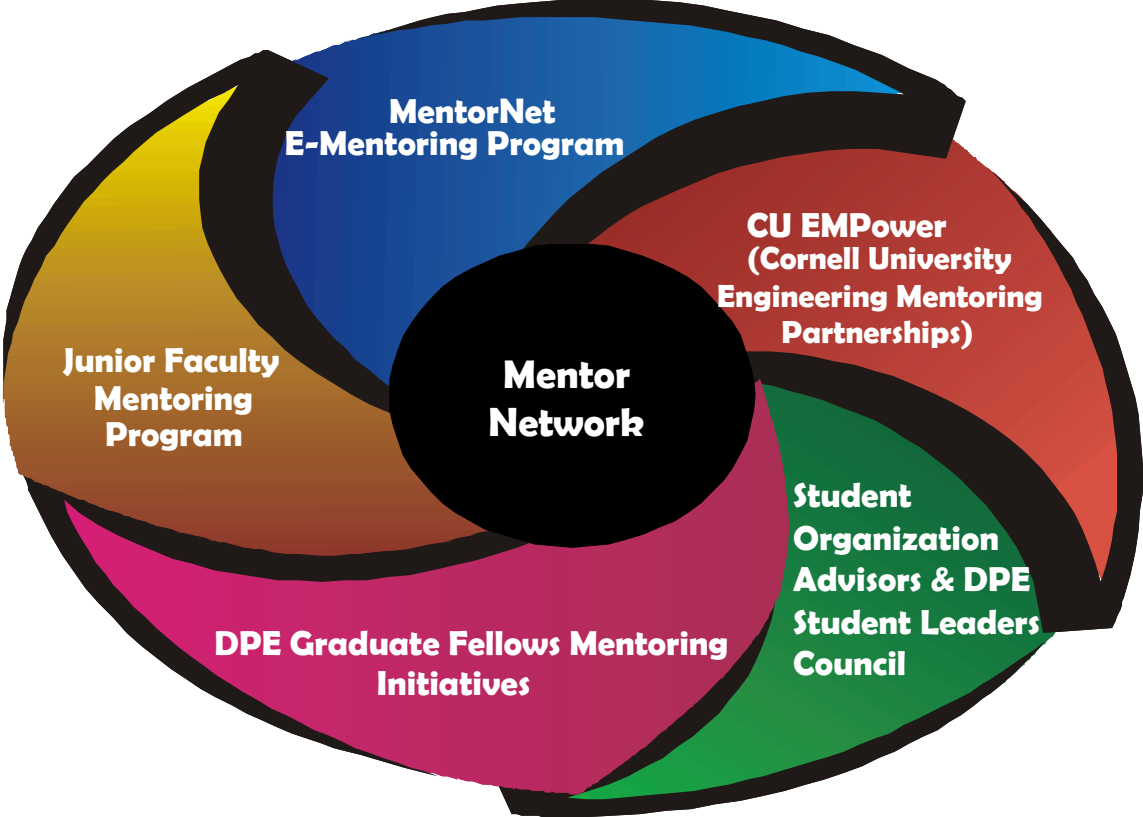 MentorNet
E-Mentoring Program
CU EMPower
(Cornell University
Engineering Mentoring
Partnerships)
Junior Faculty
Mentoring
Program
Mentor
Network
Student
Organization
Advisors & DPE
Student Leaders
Council
DPE Graduate Fellows Mentoring
Initiatives